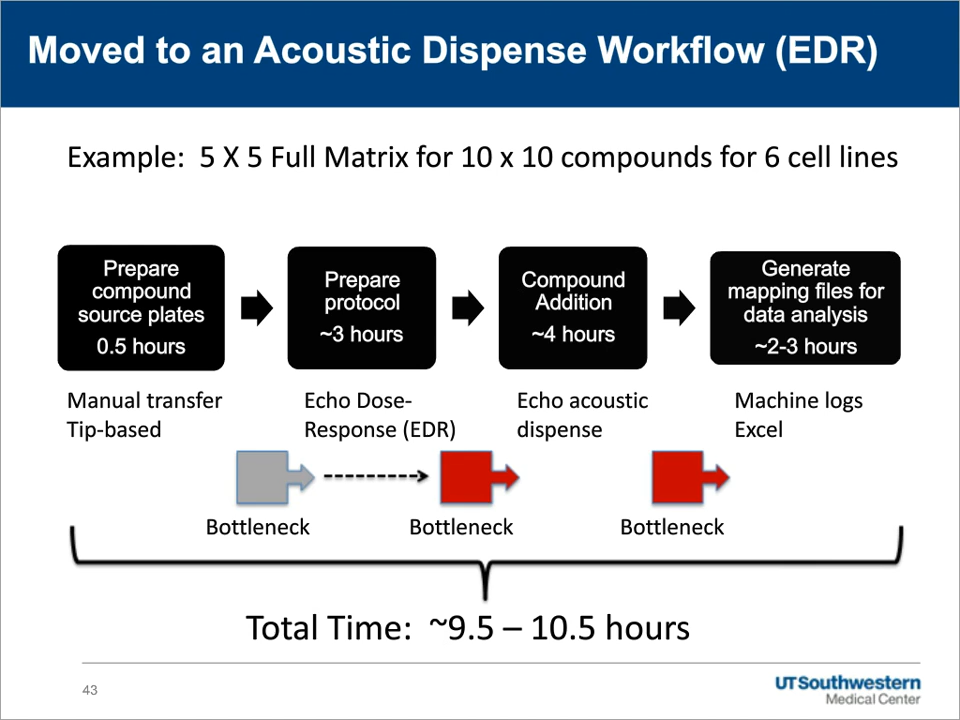 Moved to an Acoustic Dispense Workflow (EDR)
Example: 5 X 5 Full Matrix for 10 x 10 compounds for 6 cell lines
Prepare
compound
source plates
0.5 hours
Prepare
protocol
~3 hours
Compound
Addition
~4 hours
Generate
mapping files for
data analysis
~2-3 hours
Manual transfer
Tip-based
Echo Dose-
Response (EDR)
Echo acoustic
dispense
Machine logs
Excel
Bottleneck
Bottleneck
Bottleneck
Total Time: ~9.5 – 10.5 hours
43
UT Southwestern
Medical Center